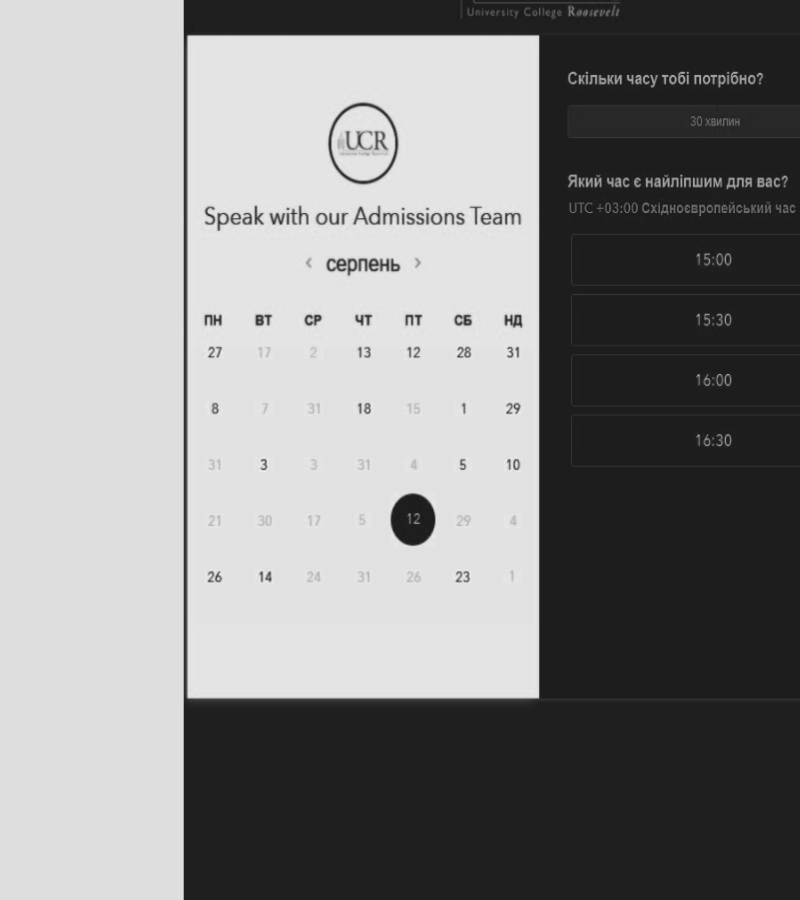 University College Roosevelt
UCR
Speak with our Admissions Team
‹ серпень ›
ПН ВТ СР ЧТ ПТ СБ НД
27 17 2 13 12 28 31
8 7 31 18 15 1 29
31 3 3 31 4 5 10
21 30 17 5 12 29 4
26 14 24 31 26 23 1
Скільки часу тобі потрібно?
30 хвилин
Який час є найліпшим для вас?
UTC +03:00 Східноєвропейський час
15:00
15:30
16:00
16:30